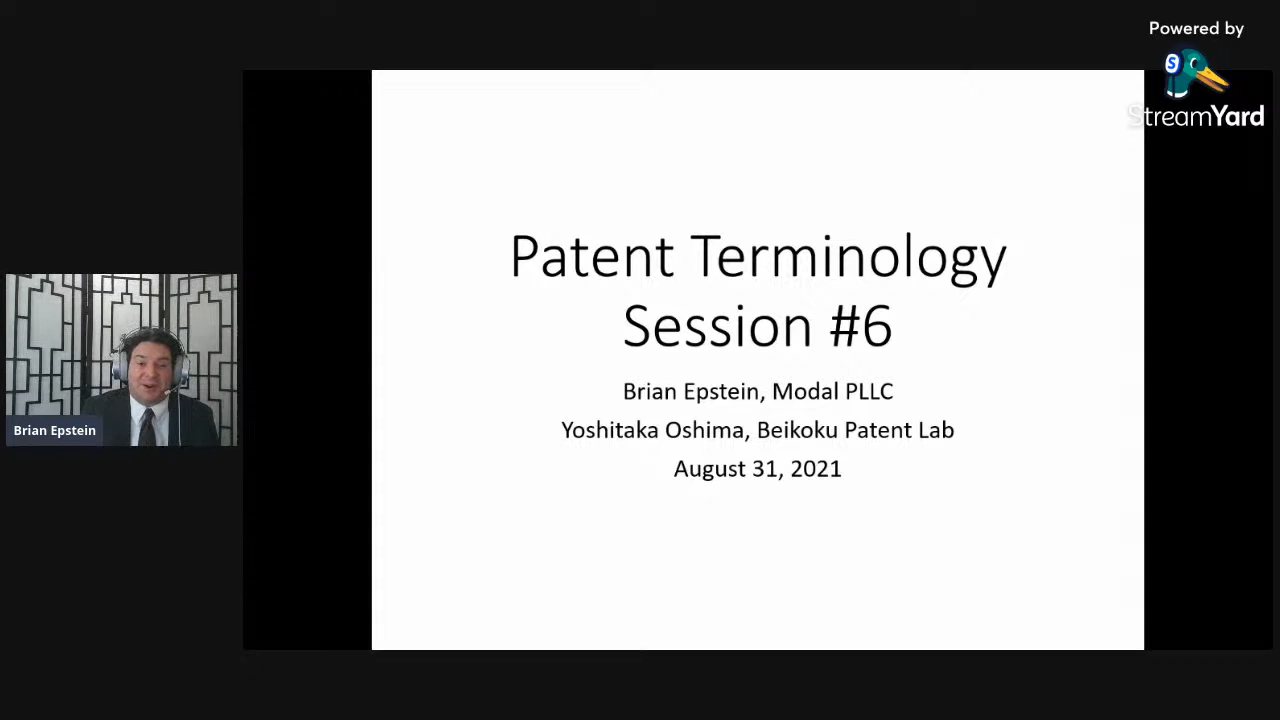 Powered by
S
StreamYard
Patent Terminology
Session #6
Brian Epstein, Modal PLLC
Yoshitaka Oshima, Beikoku Patent Lab
August 31, 2021
Brian Epstein